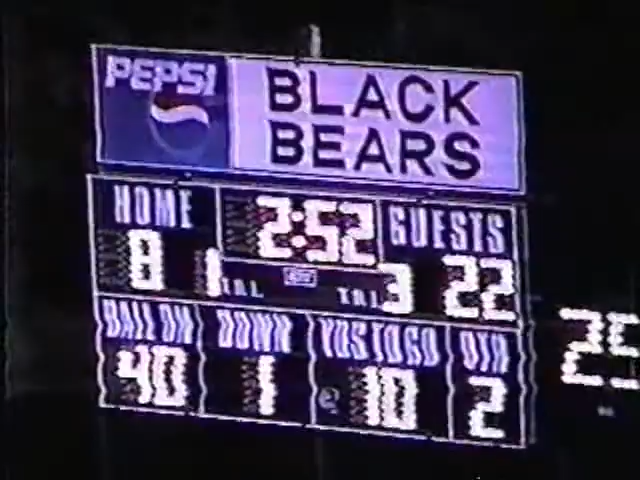 PEPSI
BLACK
BEARS
HOME 2:52 GUESTS
8 1 T.O.L. T.O.L. 3 22
BALL ON DOWN YDS TO GO QTR
40 1 10 2
25